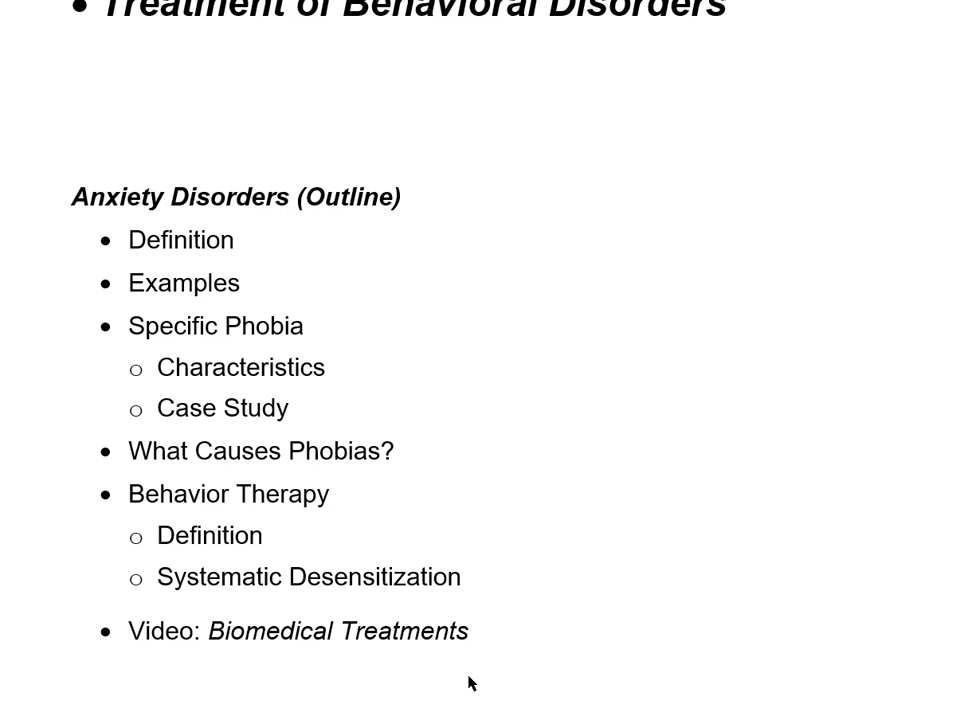 • Treatment of Behavioral Disorders
Anxiety Disorders (Outline)
• Definition
• Examples
• Specific Phobia
o Characteristics
o Case Study
• What Causes Phobias?
• Behavior Therapy
o Definition
o Systematic Desensitization
• Video: Biomedical Treatments